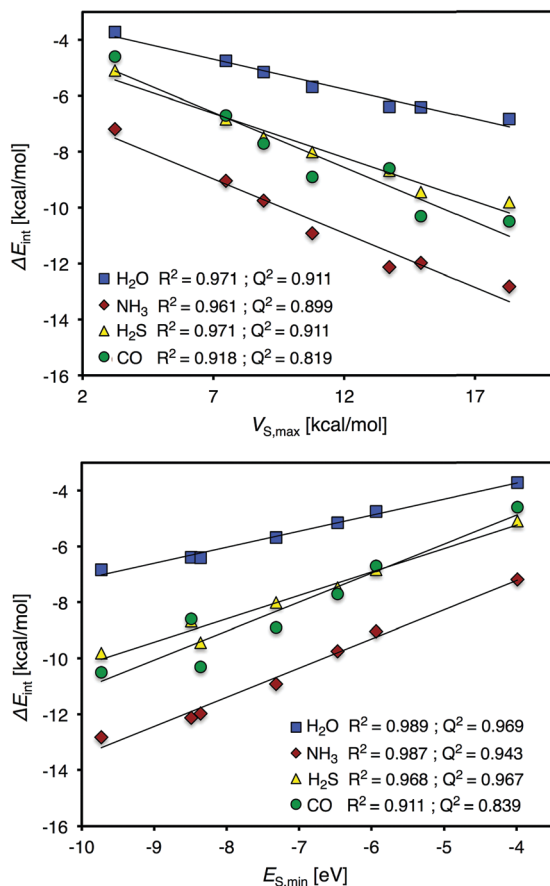 -4
-6
-8
-10
-12
-14
-16
ΔE_int [kcal/mol]
H₂O R² = 0.971 ; Q² = 0.911
NH₃ R² = 0.961 ; Q² = 0.899
H₂S R² = 0.971 ; Q² = 0.911
CO R² = 0.918 ; Q² = 0.819
2 7 12 17
V_S,max [kcal/mol]
-4
-6
-8
-10
-12
-14
-16
ΔE_int [kcal/mol]
H₂O R² = 0.989 ; Q² = 0.969
NH₃ R² = 0.987 ; Q² = 0.943
H₂S R² = 0.968 ; Q² = 0.967
CO R² = 0.911 ; Q² = 0.839
-10 -9 -8 -7 -6 -5 -4
E_S,min [eV]